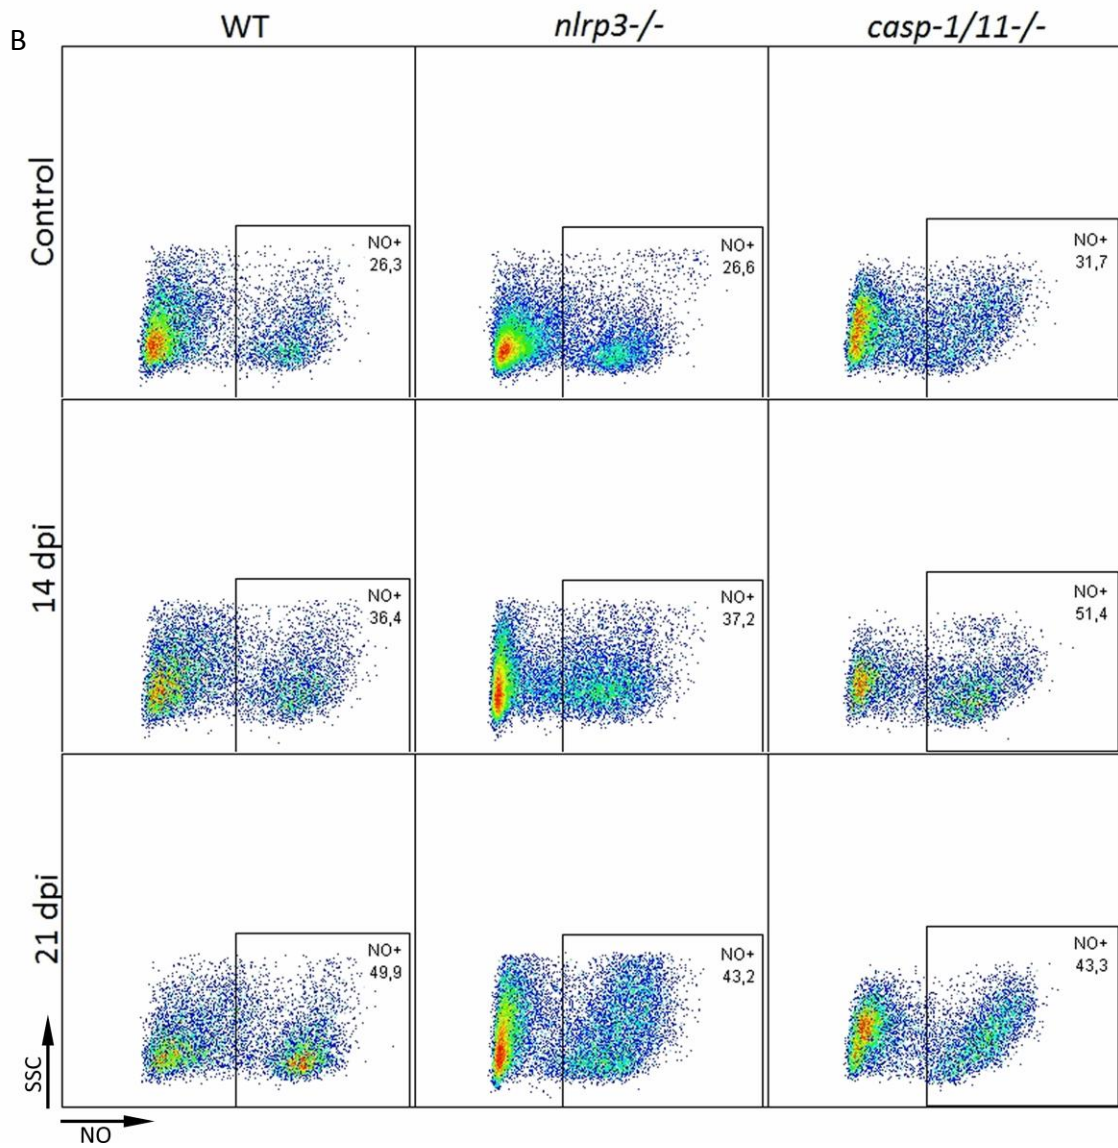 B
WT
nlrp3-/-
casp-1/11-/-
Control
NO+
26,3
NO+
26,6
NO+
31,7
14 dpi
NO+
36,4
NO+
37,2
NO+
51,4
21 dpi
NO+
49,9
NO+
43,2
NO+
43,3
SSC
NO